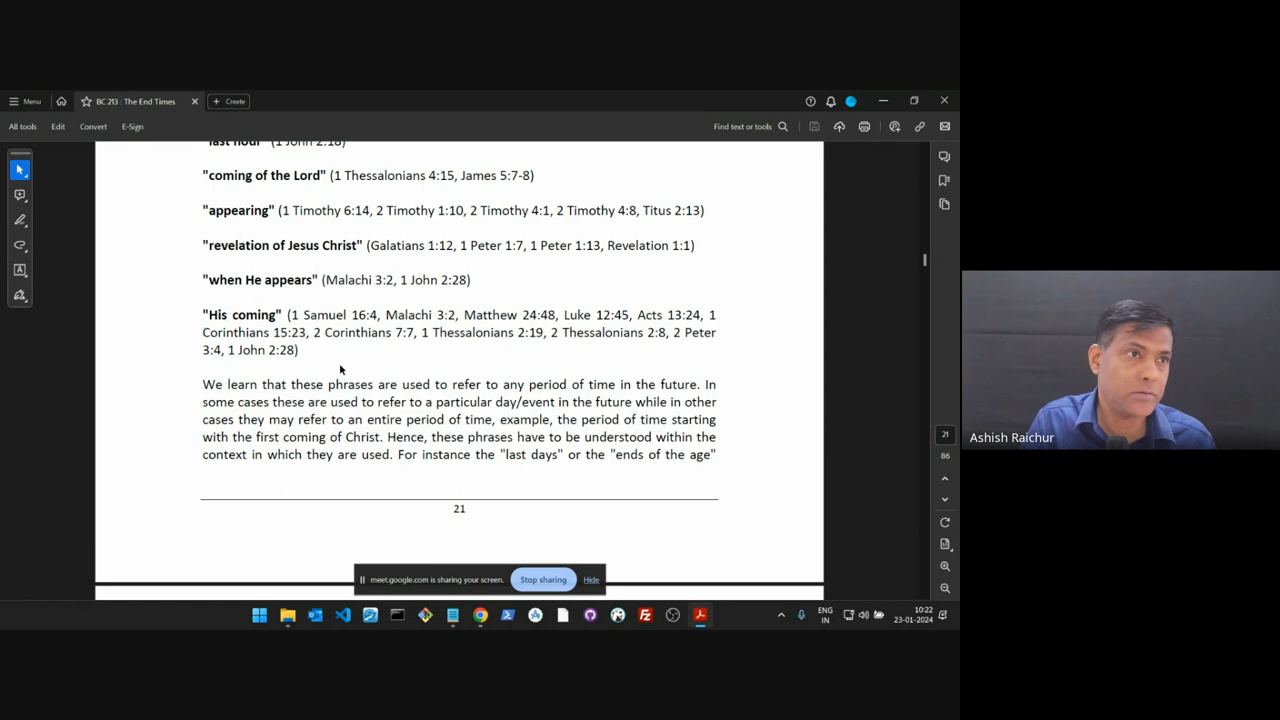 Menu
BC 213 : The End Times
Create
All tools
Edit
Convert
E-Sign
Find text or tools
"last hour" (1 John 2:18)
"coming of the Lord" (1 Thessalonians 4:15, James 5:7-8)
"appearing" (1 Timothy 6:14, 2 Timothy 1:10, 2 Timothy 4:1, 2 Timothy 4:8, Titus 2:13)
"revelation of Jesus Christ" (Galatians 1:12, 1 Peter 1:7, 1 Peter 1:13, Revelation 1:1)
"when He appears" (Malachi 3:2, 1 John 2:28)
"His coming" (1 Samuel 16:4, Malachi 3:2, Matthew 24:48, Luke 12:45, Acts 13:24, 1
Corinthians 15:23, 2 Corinthians 7:7, 1 Thessalonians 2:19, 2 Thessalonians 2:8, 2 Peter
3:4, 1 John 2:28)
We learn that these phrases are used to refer to any period of time in the future. In
some cases these are used to refer to a particular day/event in the future while in other
cases they may refer to an entire period of time, example, the period of time starting
with the first coming of Christ. Hence, these phrases have to be understood within the
context in which they are used. For instance the "last days" or the "ends of the age"
21
21
86
meet.google.com is sharing your screen.
Stop sharing
Hide
ENG
IN
10:22
23-01-2024
Ashish Raichur